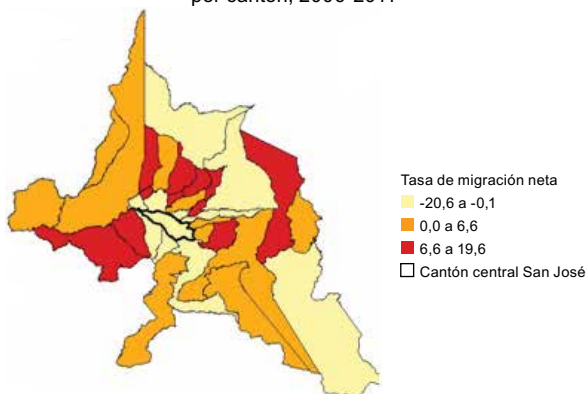 por cantón, 2000-2011
Tasa de migración neta
-20,6 a -0,1
0,0 a 6,6
6,6 a 19,6
Cantón central San José